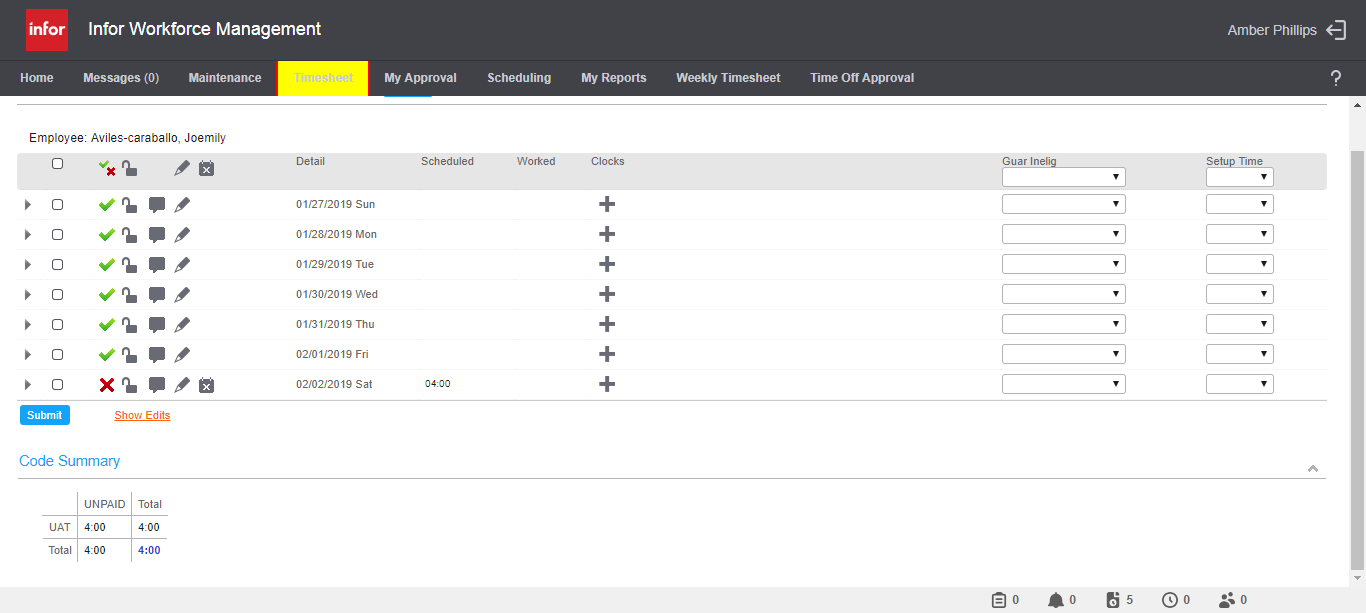 infor Infor Workforce Management Amber Phillips
Home Messages (0) Maintenance Timesheet My Approval Scheduling My Reports Weekly Timesheet Time Off Approval ?
Employee: Aviles-caraballo, Joemily
Detail Scheduled Worked Clocks Guar Inelig Setup Time
01/27/2019 Sun
01/28/2019 Mon
01/29/2019 Tue
01/30/2019 Wed
01/31/2019 Thu
02/01/2019 Fri
02/02/2019 Sat 04:00
Submit Show Edits
Code Summary
UNPAID Total
UAT 4:00 4:00
Total 4:00 4:00
0 0 5 0 0